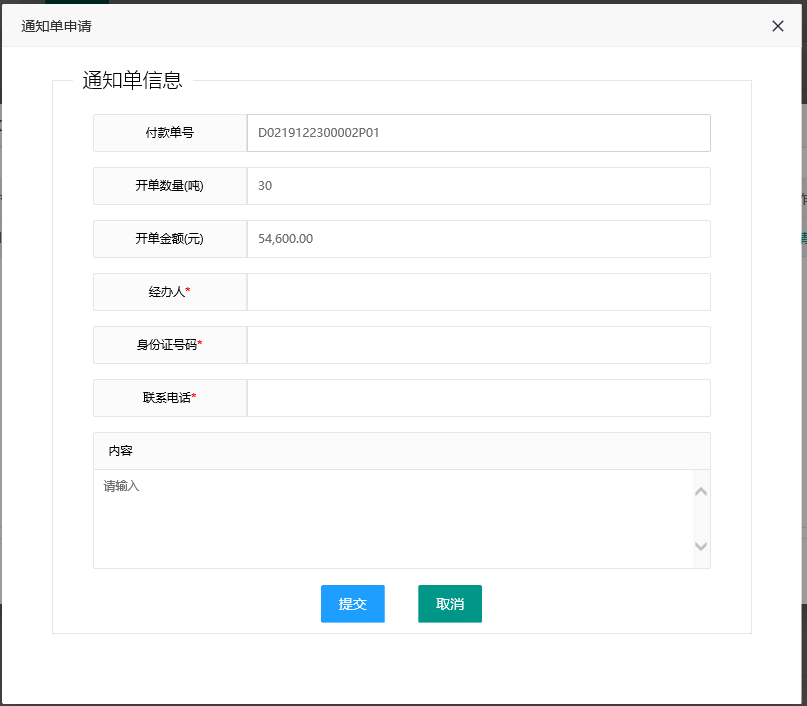 通知单申请
通知单信息
付款单号 D0219122300002P01
开单数量(吨) 30
开单金额(元) 54,600.00
经办人*
身份证号码*
联系电话*
内容
请输入
提交 取消